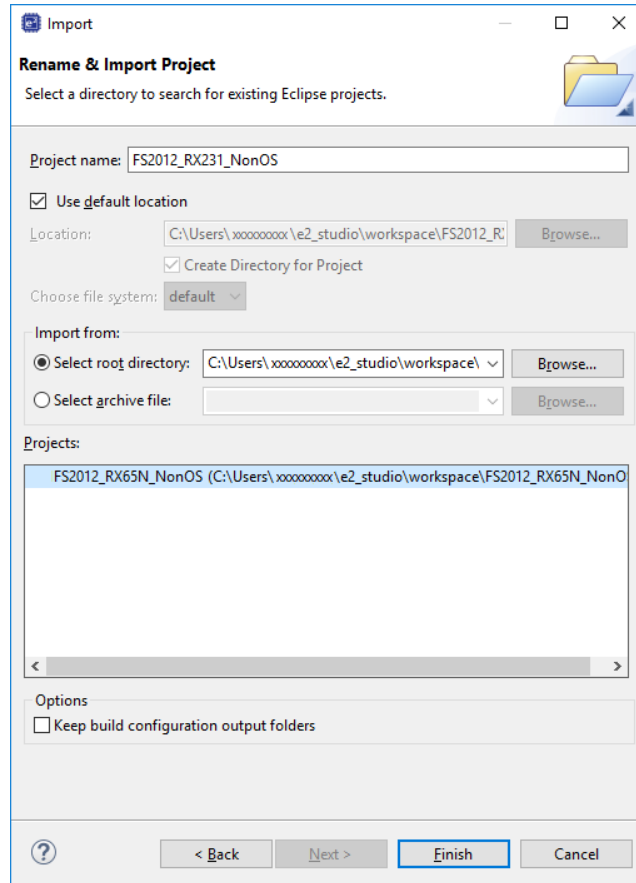 Import
Rename & Import Project
Select a directory to search for existing Eclipse projects.
Project name: FS2012_RX231_NonOS
Use default location
Location: C:\Users\ xxxxxxxx \e2_studio\workspace\FS2012_R Browse...
Create Directory for Project
Choose file system: default
Import from:
Select root directory: C:\Users\ xxxxxxxxx\e2_studio\workspace\ Browse...
Select archive file: Browse...
Projects:
FS2012_RX65N_NonOS (C:\Users\ xxxxxxxxx\e2_studio\workspace\FS2012_RX65N_NonO
Options
Keep build configuration output folders
? < Back Next > Finish Cancel